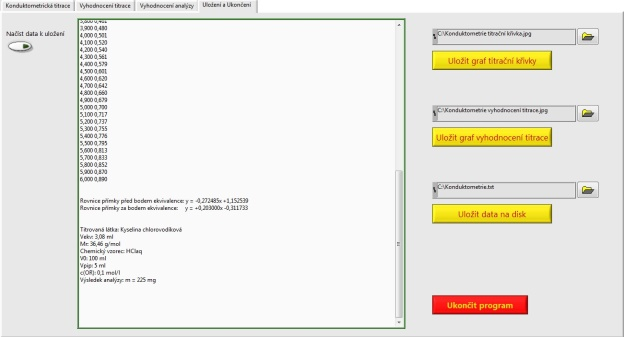 Konduktometrická titrace
Vyhodnocení titrace
Vyhodnocení analýzy
Uložení a Ukončení
Načíst data k uložení
3,800 0,461
3,900 0,480
4,000 0,501
4,100 0,520
4,200 0,540
4,300 0,561
4,400 0,579
4,500 0,601
4,600 0,620
4,700 0,642
4,800 0,660
4,900 0,679
5,000 0,700
5,100 0,717
5,200 0,737
5,300 0,755
5,400 0,776
5,500 0,795
5,600 0,813
5,700 0,833
5,800 0,852
5,900 0,870
6,000 0,890
Rovnice přímky před bodem ekvivalence: y = -0,272485x +1,152539
Rovnice přímky za bodem ekvivalence: y = +0,203000x -0,311733
Titrovaná látka: Kyselina chlorovodíková
Vekv: 3,08 ml
Mr: 36,46 g/mol
Chemický vzorec: HClaq
V0: 100 ml
Vpip: 5 ml
c(OR): 0,1 mol/l
Výsledek analýzy: m = 225 mg
C:\Konduktometrie titrační křivka.jpg
Uložit graf titrační křivky
C:\Konduktometrie vyhodnocení titrace.jpg
Uložit graf vyhodnocení titrace
C:\Konduktometrie.txt
Uložit data na disk
Ukončit program